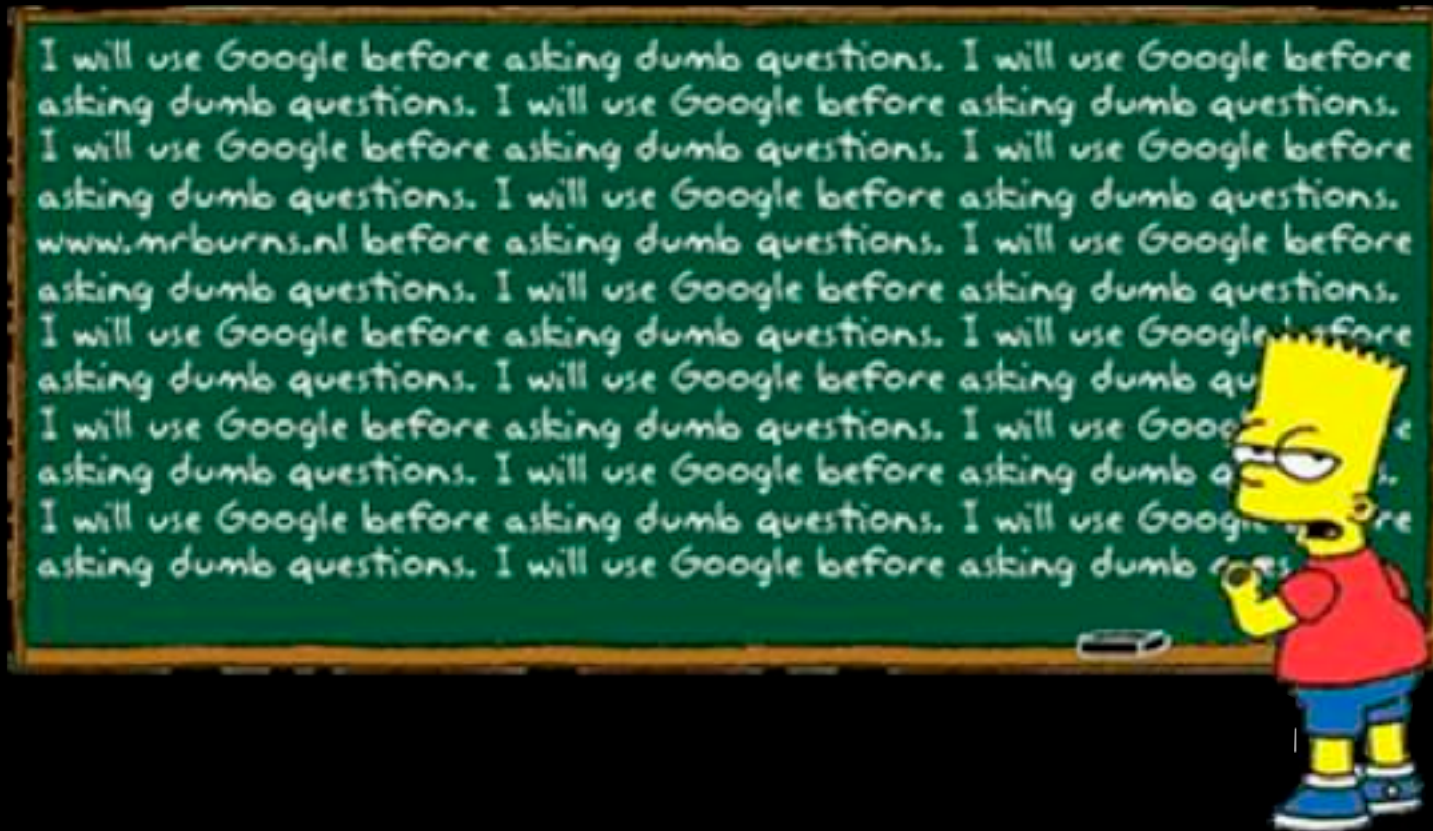 I will use Google before asking dumb questions. I will use Google before
asking dumb questions. I will use Google before asking dumb questions.
I will use Google before asking dumb questions. I will use Google before
asking dumb questions. I will use Google before asking dumb questions.
www.mrburns.nl before asking dumb questions. I will use Google before
asking dumb questions. I will use Google before asking dumb questions.
I will use Google before asking dumb questions. I will use Google before
asking dumb questions. I will use Google before asking dumb qu
I will use Google before asking dumb questions. I will use Goog e
asking dumb questions. I will use Google before asking dumb q s.
I will use Google before asking dumb questions. I will use Googl re
asking dumb questions. I will use Google before asking dumb es